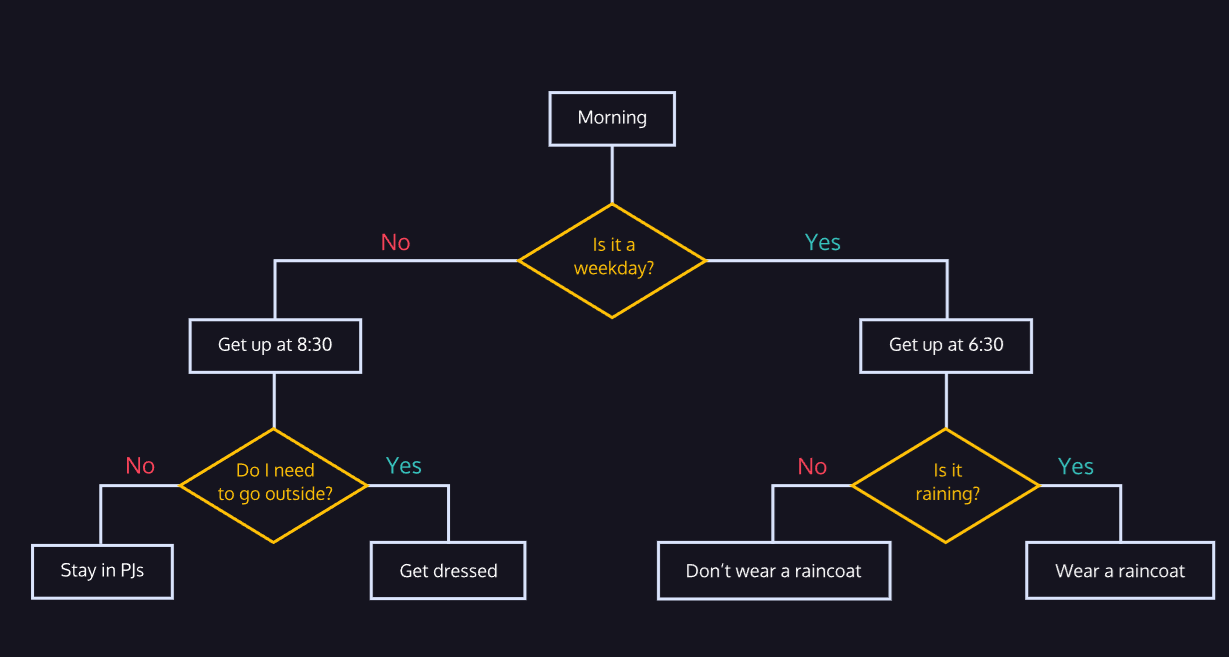 Morning
Is it a
weekday?
No
Yes
Get up at 8:30
Get up at 6:30
Do I need
to go outside?
No
Yes
Is it
raining?
No
Yes
Stay in PJs
Get dressed
Don't wear a raincoat
Wear a raincoat